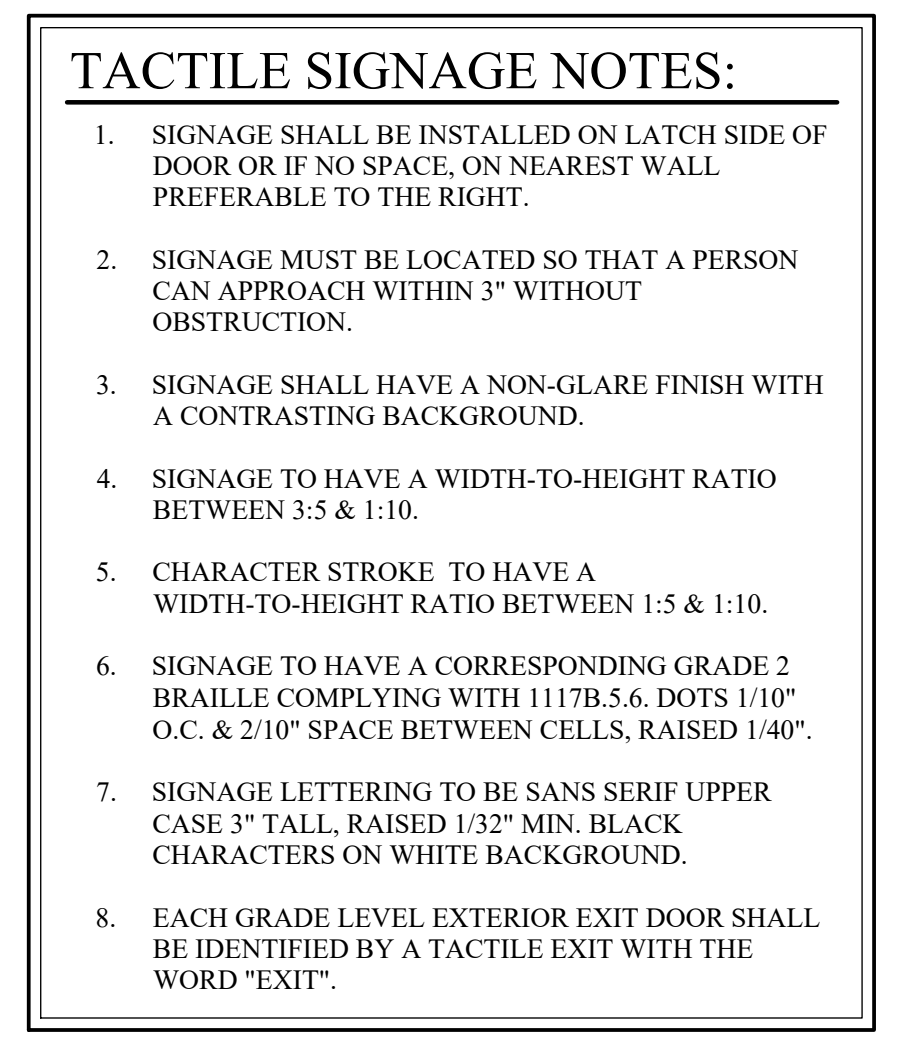 TACTILE SIGNAGE NOTES:
1. SIGNAGE SHALL BE INSTALLED ON LATCH SIDE OF
DOOR OR IF NO SPACE, ON NEAREST WALL
PREFERABLE TO THE RIGHT.
2. SIGNAGE MUST BE LOCATED SO THAT A PERSON
CAN APPROACH WITHIN 3" WITHOUT
OBSTRUCTION.
3. SIGNAGE SHALL HAVE A NON-GLARE FINISH WITH
A CONTRASTING BACKGROUND.
4. SIGNAGE TO HAVE A WIDTH-TO-HEIGHT RATIO
BETWEEN 3:5 & 1:10.
5. CHARACTER STROKE  TO HAVE A
WIDTH-TO-HEIGHT RATIO BETWEEN 1:5 & 1:10.
6. SIGNAGE TO HAVE A CORRESPONDING GRADE 2
BRAILLE COMPLYING WITH 1117B.5.6. DOTS 1/10"
O.C. & 2/10" SPACE BETWEEN CELLS, RAISED 1/40".
7. SIGNAGE LETTERING TO BE SANS SERIF UPPER
CASE 3" TALL, RAISED 1/32" MIN. BLACK
CHARACTERS ON WHITE BACKGROUND.
8. EACH GRADE LEVEL EXTERIOR EXIT DOOR SHALL
BE IDENTIFIED BY A TACTILE EXIT WITH THE
WORD "EXIT".